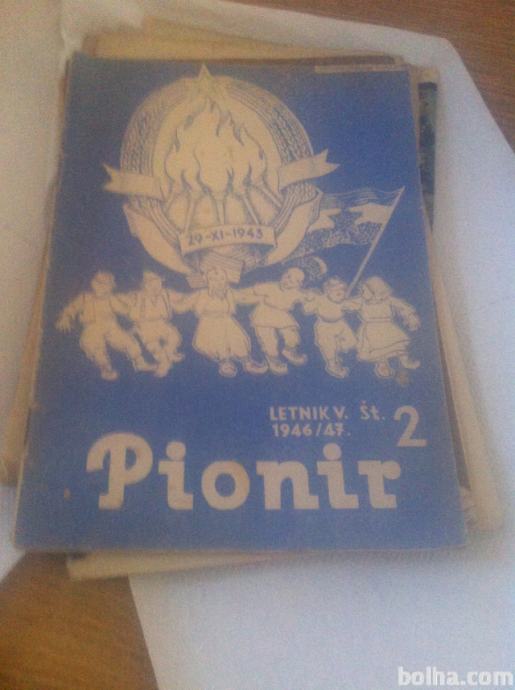 29-XI-1943
LETNIK V. Št. 2
1946/47.
Pionir
bolha.com